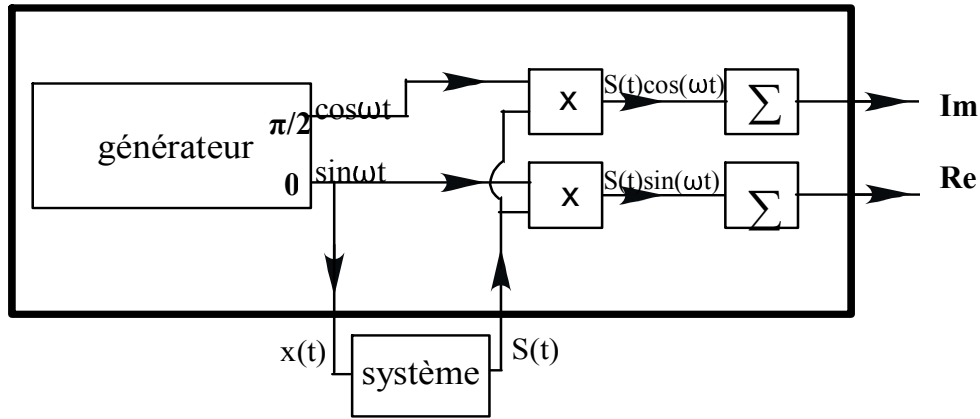 S(t)cos(ωt)
cosωt
x
Σ
Im
π/2
générateur
sinωt
0
S(t)sin(ωt)
x
Σ
Re
x(t)
système
S(t)